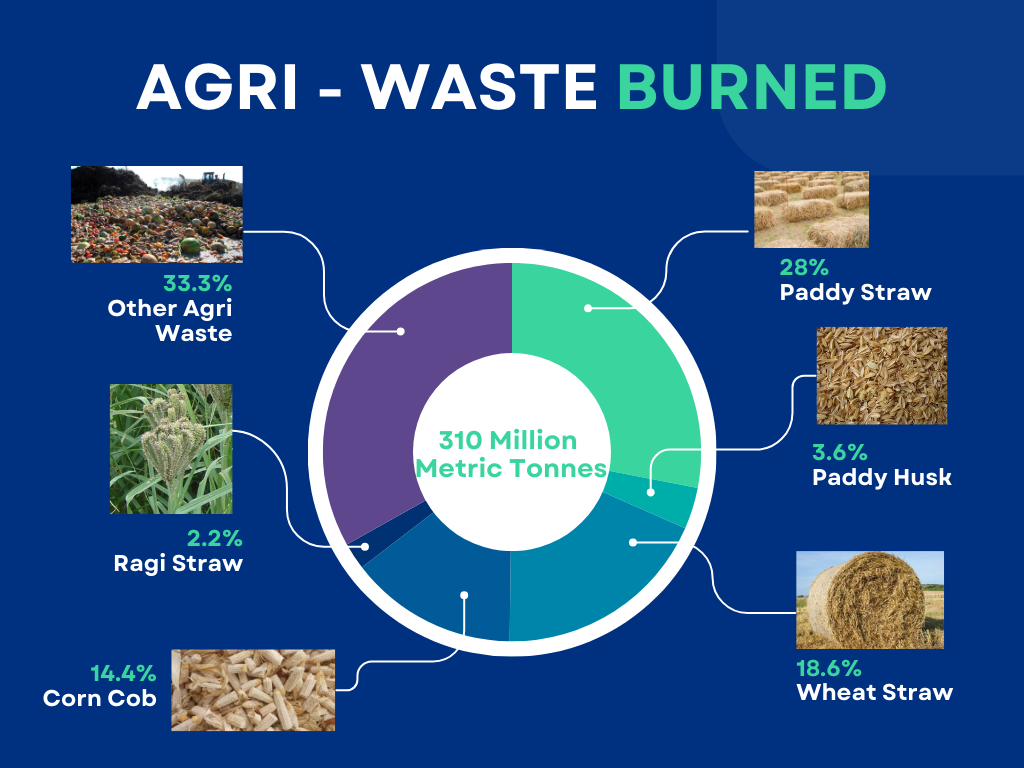 AGRI - WASTE BURNED
33.3%
Other Agri
Waste
28%
Paddy Straw
310 Million
Metric Tonnes
3.6%
Paddy Husk
2.2%
Ragi Straw
18.6%
Wheat Straw
14.4%
Corn Cob